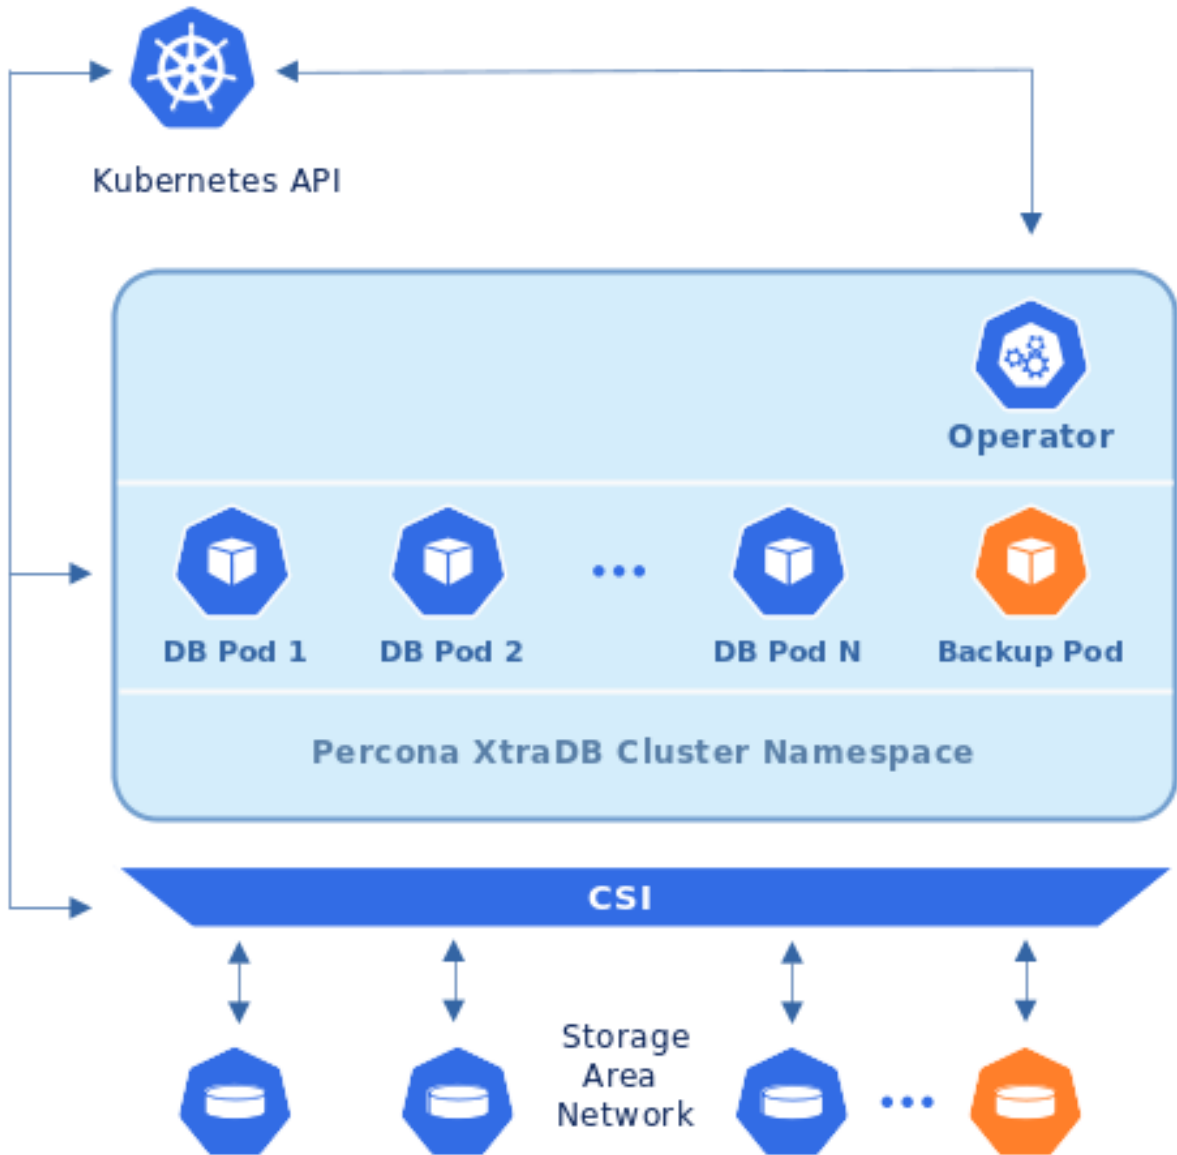 Kubernetes API
Operator
DB Pod 1
DB Pod 2
DB Pod N
Backup Pod
Percona XtraDB Cluster Namespace
CSI
Storage
Area
Network